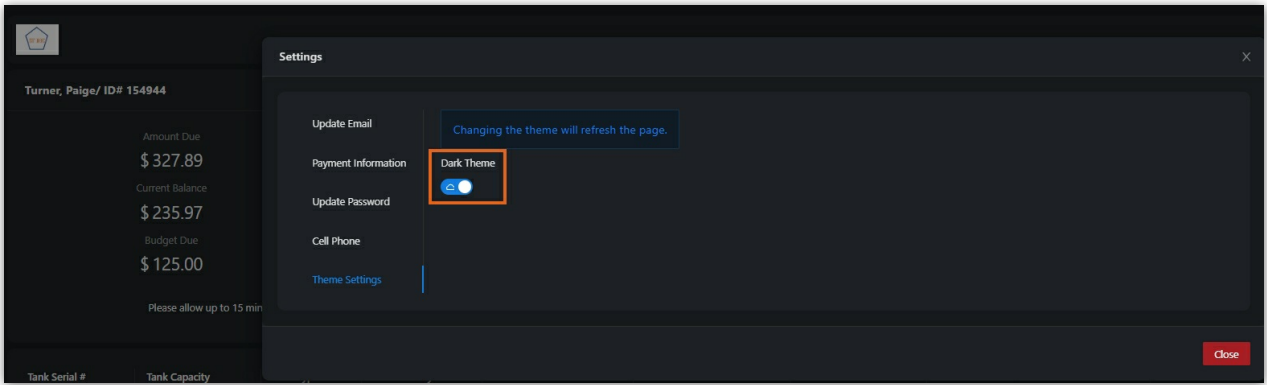 Settings
X
Turner, Paige/ ID# 154944
Amount Due
$ 327.89
Current Balance
$ 235.97
Budget Due
$ 125.00
Please allow up to 15 min
Tank Serial #
Tank Capacity
Update Email
Payment Information
Update Password
Cell Phone
Theme Settings
Changing the theme will refresh the page.
Dark Theme
Close